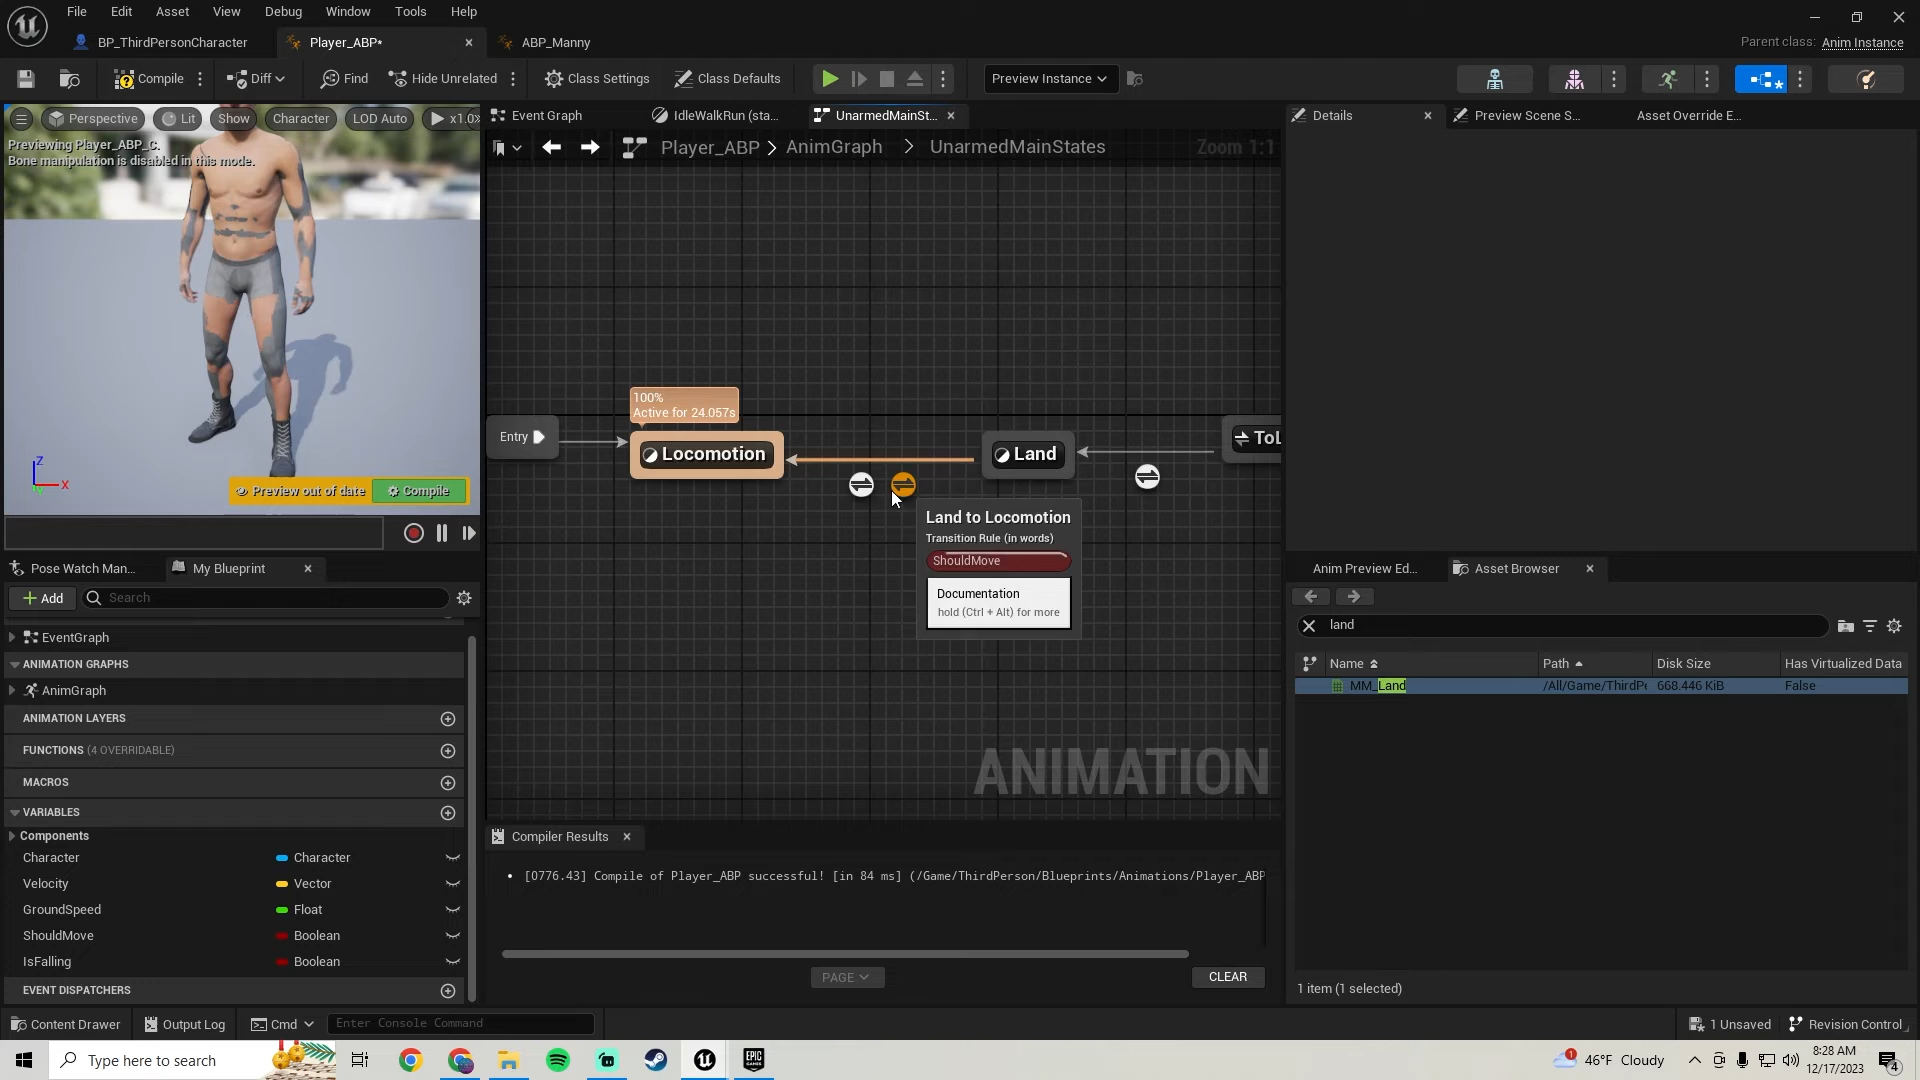 File Edit Asset View Debug Window Tools Help
BP_ThirdPersonCharacter Player_ABP* ABP_Manny Parent class: Anim Instance
Compile Diff Find Hide Unrelated Class Settings Class Defaults Preview Instance
Perspective Lit Show Character LOD Auto x1.0
Previewing Player_ABP_C.
Bone manipulation is disabled in this mode.
Z
X
Preview out of date Compile
Event Graph IdleWalkRun (sta... UnarmedMainSt...
Player_ABP AnimGraph UnarmedMainStates Zoom 1:1
100%
Active for 24.057s
Entry Locomotion Land ToL
Land to Locomotion
Transition Rule (in words)
ShouldMove
Documentation
hold (Ctrl + Alt) for more
ANIMATION
Details Preview Scene S... Asset Override E...
Pose Watch Man... My Blueprint
Add Search
EventGraph
ANIMATION GRAPHS
AnimGraph
ANIMATION LAYERS
FUNCTIONS (4 OVERRIDABLE)
MACROS
VARIABLES
Components
Character Character
Velocity Vector
GroundSpeed Float
ShouldMove Boolean
IsFalling Boolean
EVENT DISPATCHERS
Compiler Results
[0776.43] Compile of Player_ABP successful! [in 84 ms] (/Game/ThirdPerson/Blueprints/Animations/Player_ABP
PAGE CLEAR
Anim Preview Ed... Asset Browser
land
Name Path Disk Size Has Virtualized Data
MM_Land /All/Game/ThirdPe 668.446 KiB False
1 item (1 selected)
Content Drawer Output Log Cmd Enter Console Command 1 Unsaved Revision Control
Type here to search EPIC GAMES 1 46°F Cloudy 8:28 AM
12/17/2023 4